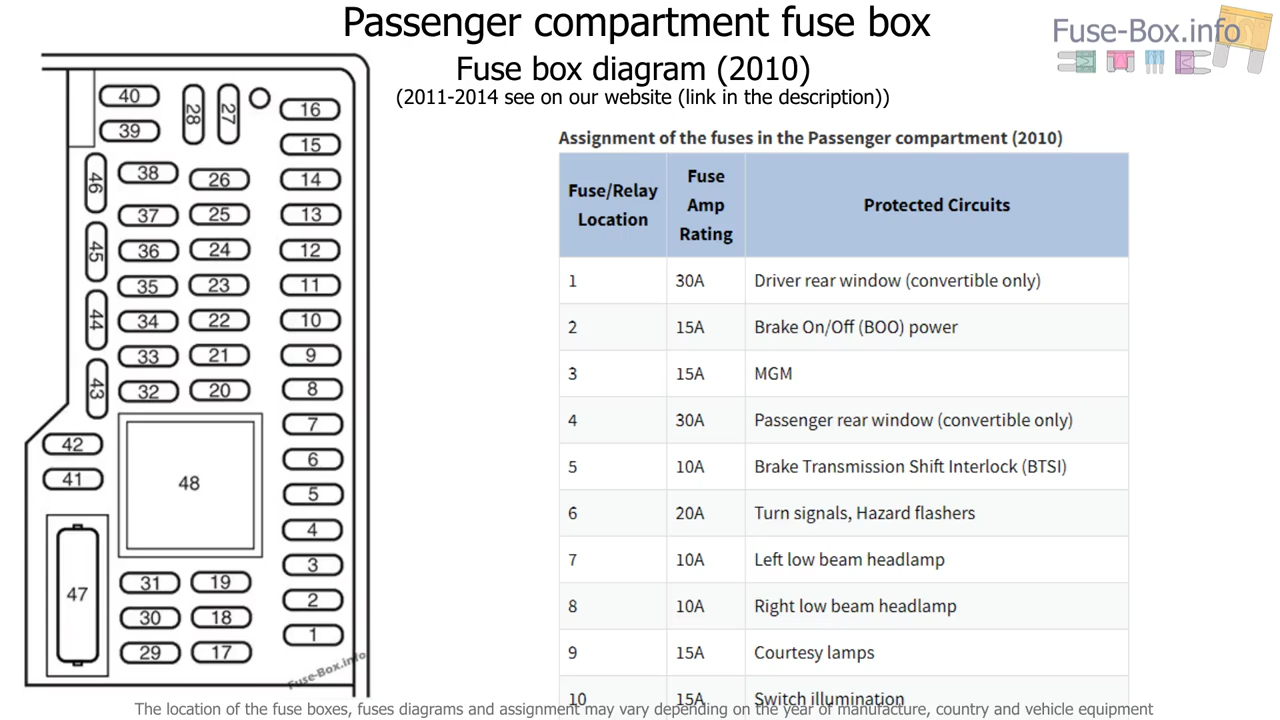 Passenger compartment fuse box
Fuse box diagram (2010)
(2011-2014 see on our website (link in the description))
Fuse-Box.info
40
39
28
27
16
15
46
38
26
14
37
25
13
45
36
24
12
35
23
11
44
34
22
10
33
21
9
43
32
20
8
7
42
6
41
48
5
4
3
47
31
19
2
30
18
1
29
17
Fuse-Box.info
Assignment of the fuses in the Passenger compartment (2010)
Fuse/Relay Location Fuse Amp Rating Protected Circuits
1 30A Driver rear window (convertible only)
2 15A Brake On/Off (BOO) power
3 15A MGM
4 30A Passenger rear window (convertible only)
5 10A Brake Transmission Shift Interlock (BTSI)
6 20A Turn signals, Hazard flashers
7 10A Left low beam headlamp
8 10A Right low beam headlamp
9 15A Courtesy lamps
10 15A Switch illumination
The location of the fuse boxes, fuses diagrams and assignment may vary depending on the year of manufacture, country and vehicle equipment